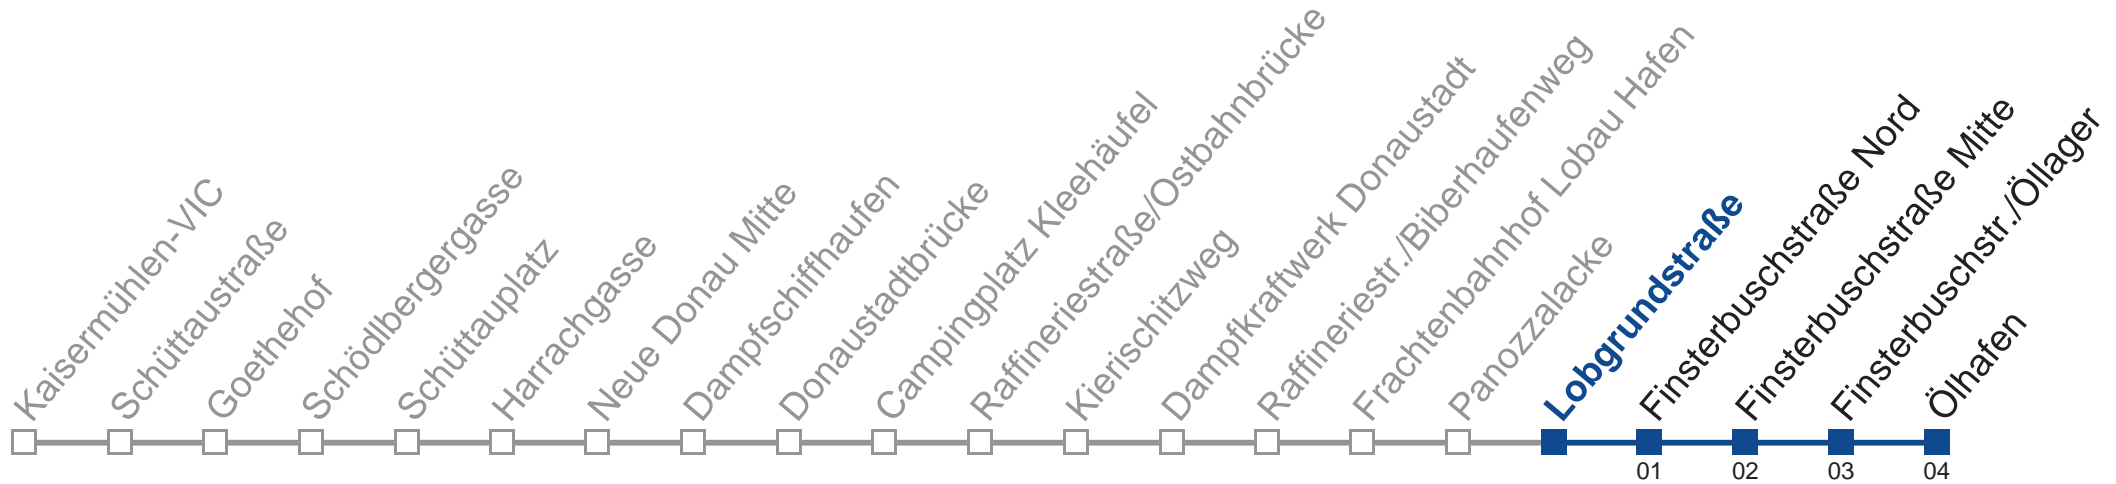 Kaisermühlen-VIC
Schüttaustraße
Goethehof
Schödlbergergasse
Schüttauplatz
Harrachgasse
Neue Donau Mitte
Dampfschiffhaufen
Donaustadtbrücke
Campingplatz Kleehäufel
Raffineriestraße/Ostbahnbrücke
Kierischitzweg
Dampfkraftwerk Donaustadt
Raffineriestr./Biberhaufenweg
Frachtenbahnhof Lobau Hafen
Panozzalacke
Lobgrundstraße
Finsterbuschstraße Nord
Finsterbuschstraße Mitte
Finsterbuschstr./Öllager
Ölhafen
01 02 03 04